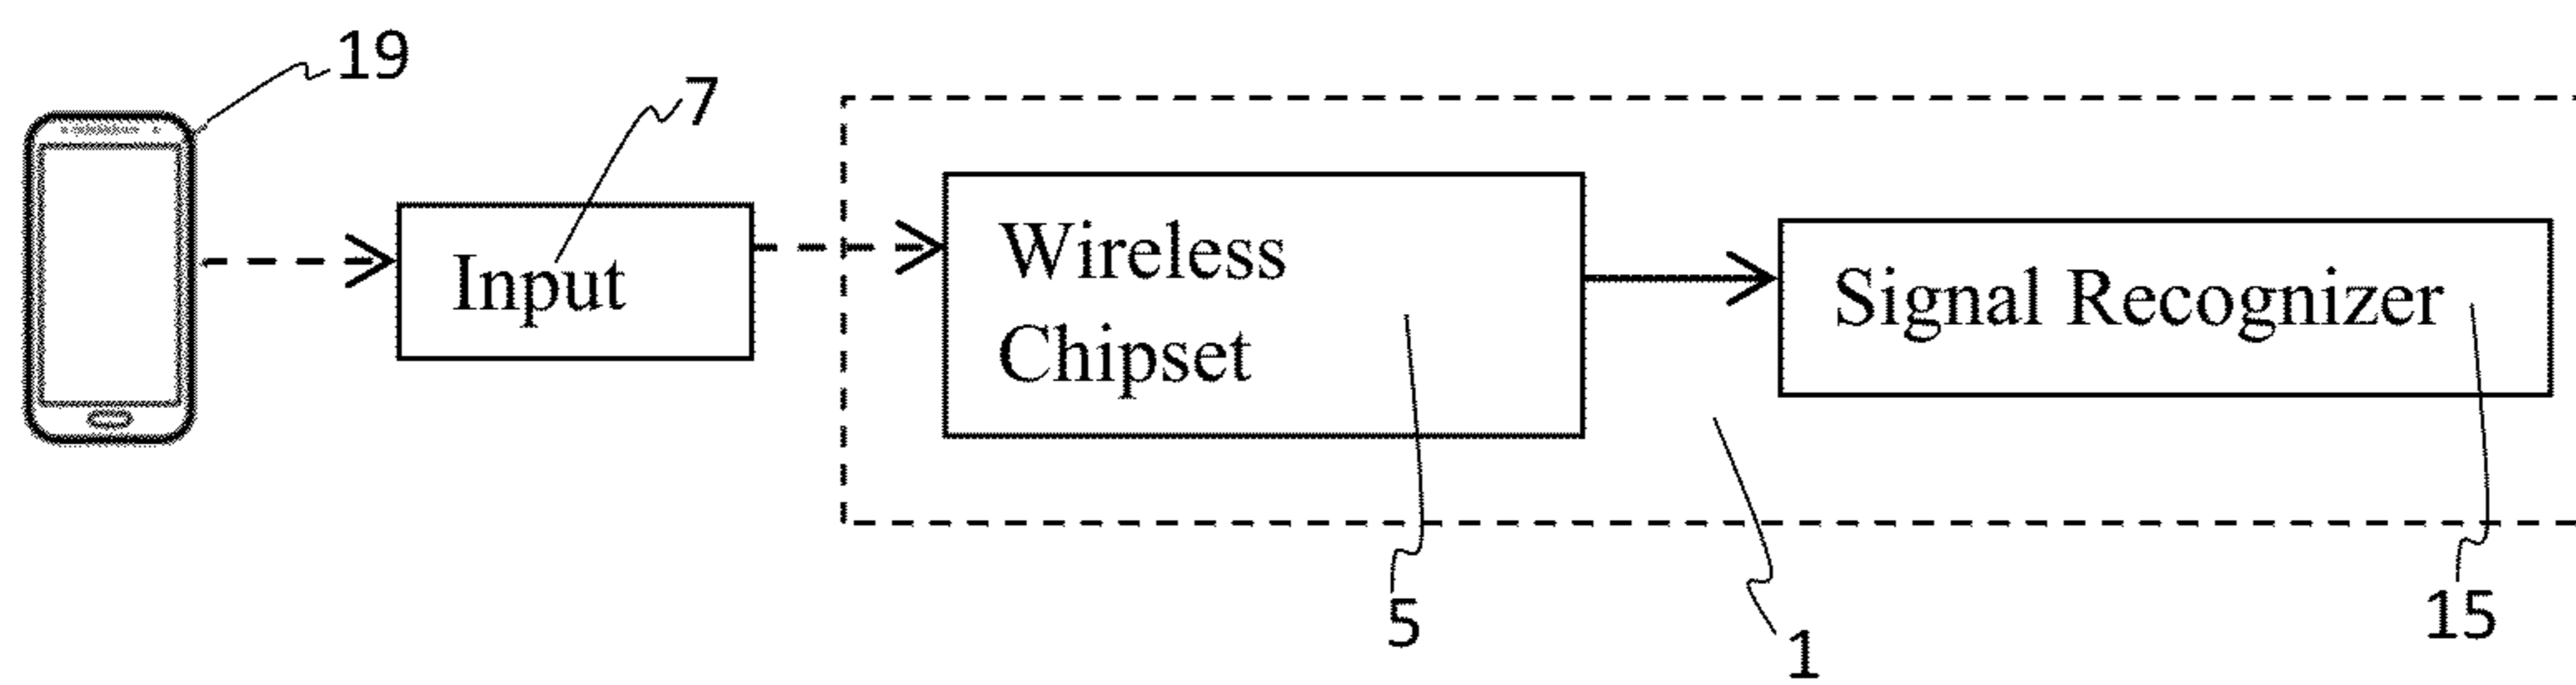 19
7
Input
Wireless
Chipset
Signal Recognizer
5
1
15